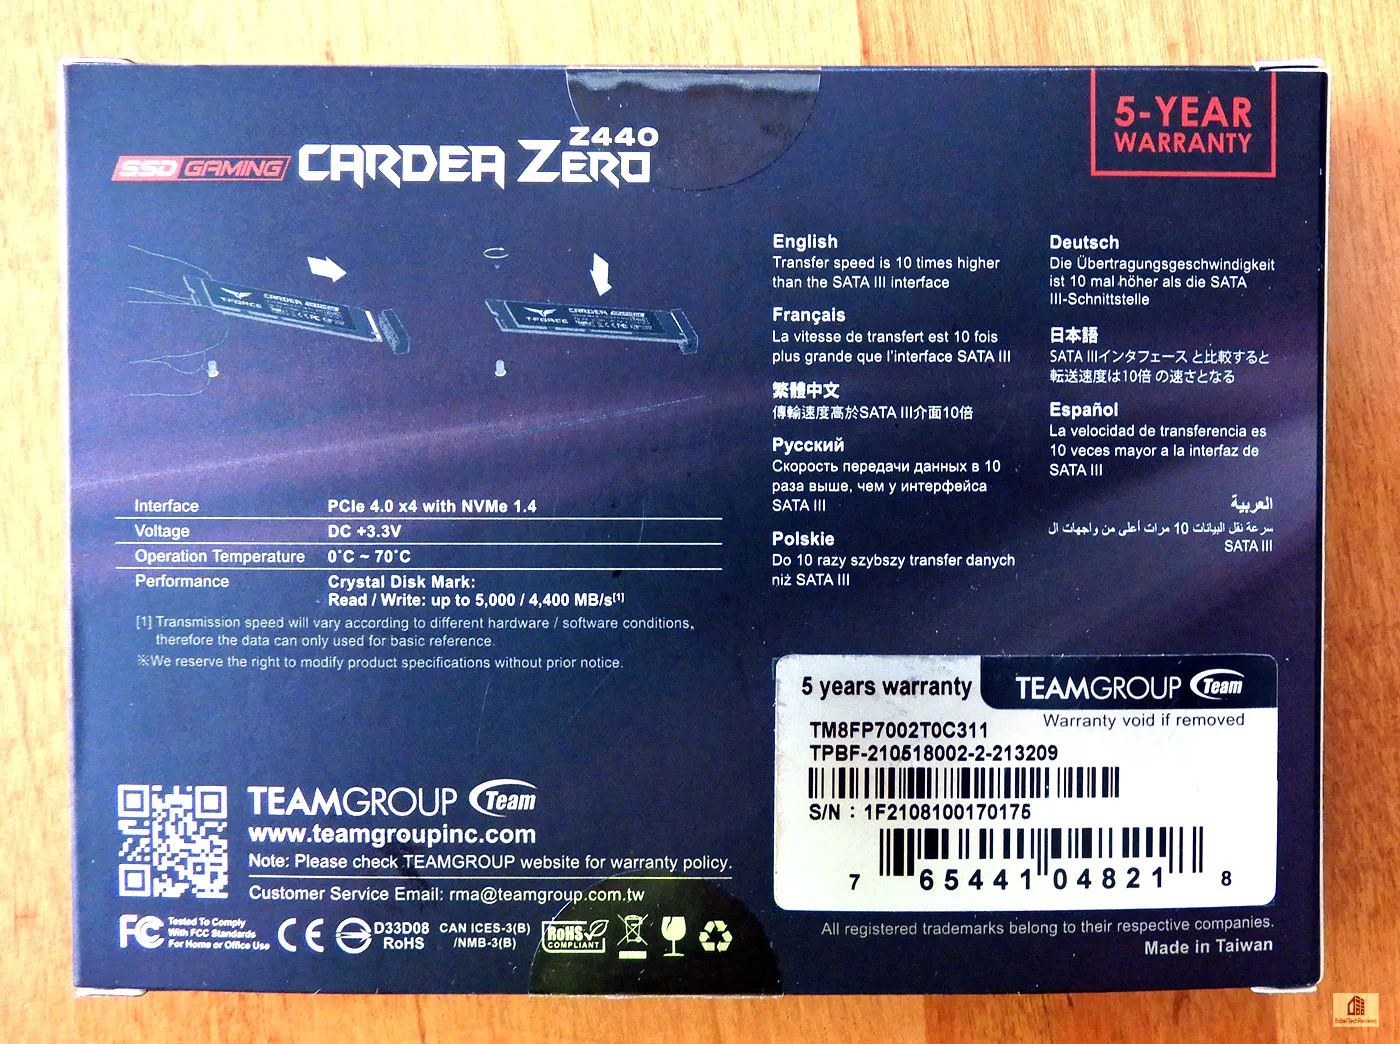 SSD GAMING CARDEA ZERO Z440
5-YEAR
WARRANTY
T-FORCE CARDEA
T-FORCE CARDEA
Interface PCIe 4.0 x4 with NVMe 1.4
Voltage DC +3.3V
Operation Temperature 0˚C ~ 70˚C
Performance Crystal Disk Mark:
Read / Write: up to 5,000 / 4,400 MB/s[1]
[1] Transmission speed will vary according to different hardware / software conditions,
therefore the data can only used for basic reference.
※We reserve the right to modify product specifications without prior notice.
English
Transfer speed is 10 times higher
than the SATA III interface
Français
La vitesse de transfert est 10 fois
plus grande que l'interface SATA III
繁體中文
傳輸速度高於SATA III介面10倍
Русский
Скорость передачи данных в 10
раза выше, чем у интерфейса
SATA III
Polskie
Do 10 razy szybszy transfer danych
niż SATA III
Deutsch
Die Übertragungsgeschwindigkeit
ist 10 mal höher als die SATA
III-Schnittstelle
日本語
SATA IIIインタフェース と比較すると
転送速度は10倍 の速さとなる
Español
La velocidad de transferencia es
10 veces mayor a la interfaz de
SATA III
العربية
سرعة نقل البيانات 10 مرات أعلى من واجهات ال
SATA III
5 years warranty
TEAMGROUP Team
Warranty void if removed
TM8FP7002T0C311
TPBF-210518002-2-213209
S/N : 1F2108100170175
7 65441 04821 8
TEAMGROUP Team
www.teamgroupinc.com
Note: Please check TEAMGROUP website for warranty policy.
Customer Service Email: rma@teamgroup.com.tw
FC Tested To Comply
With FCC Standards
For Home or Office Use
CE
D33D08
RoHS
CAN ICES-3(B)
/NMB-3(B)
RoHS
COMPLIANT
All registered trademarks belong to their respective companies.
Made in Taiwan
BabelTechReviews